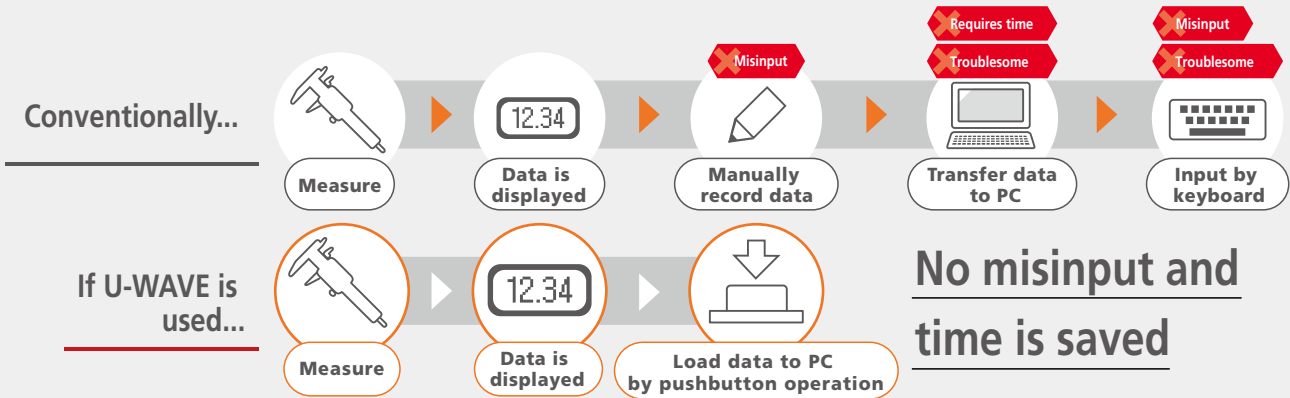 Requires time
Misinput
Misinput
Troublesome
Troublesome
Conventionally...
12.34
Measure
Data is
displayed
Manually
record data
Transfer data
to PC
Input by
keyboard
If U-WAVE is
used...
12.34
No misinput and
time is saved
Measure
Data is
displayed
Load data to PC
by pushbutton operation